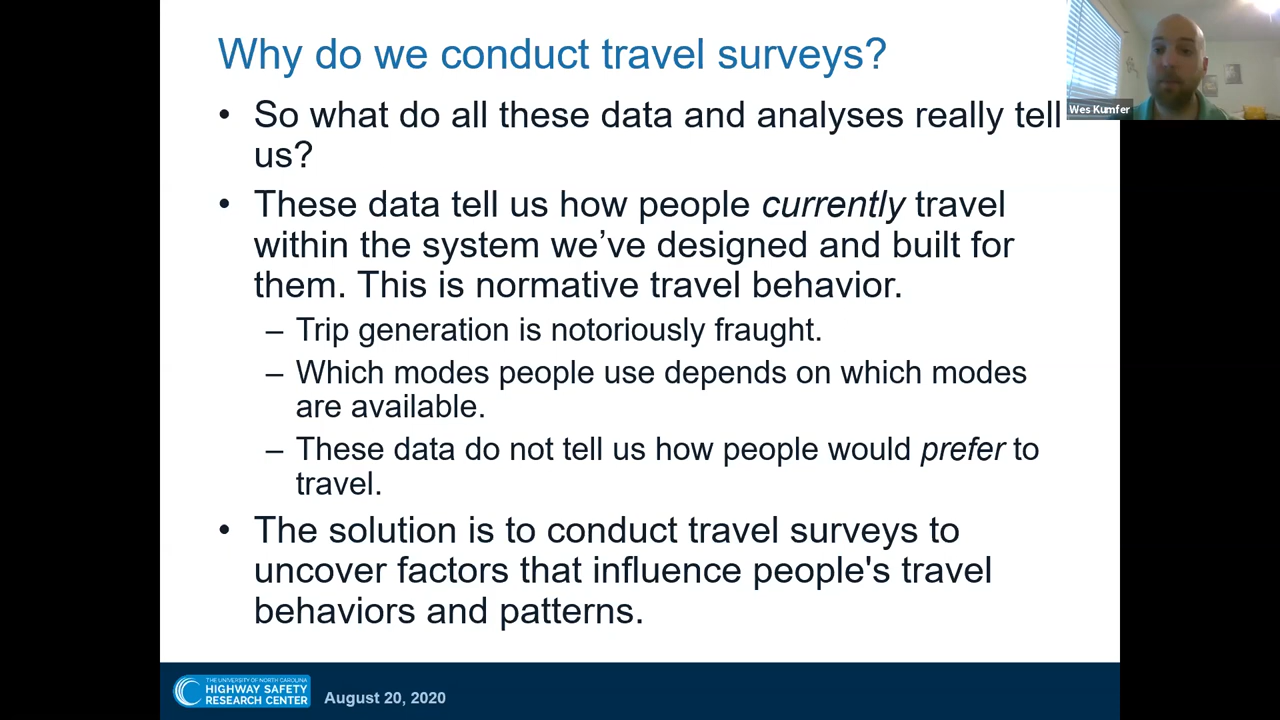 Why do we conduct travel surveys?
• So what do all these data and analyses really tell
us?
• These data tell us how people currently travel
within the system we’ve designed and built for
them. This is normative travel behavior.
– Trip generation is notoriously fraught.
– Which modes people use depends on which modes
are available.
– These data do not tell us how people would prefer to
travel.
• The solution is to conduct travel surveys to
uncover factors that influence people's travel
behaviors and patterns.
Wes Kumfer
THE UNIVERSITY OF NORTH CAROLINA
HIGHWAY SAFETY
RESEARCH CENTER
August 20, 2020